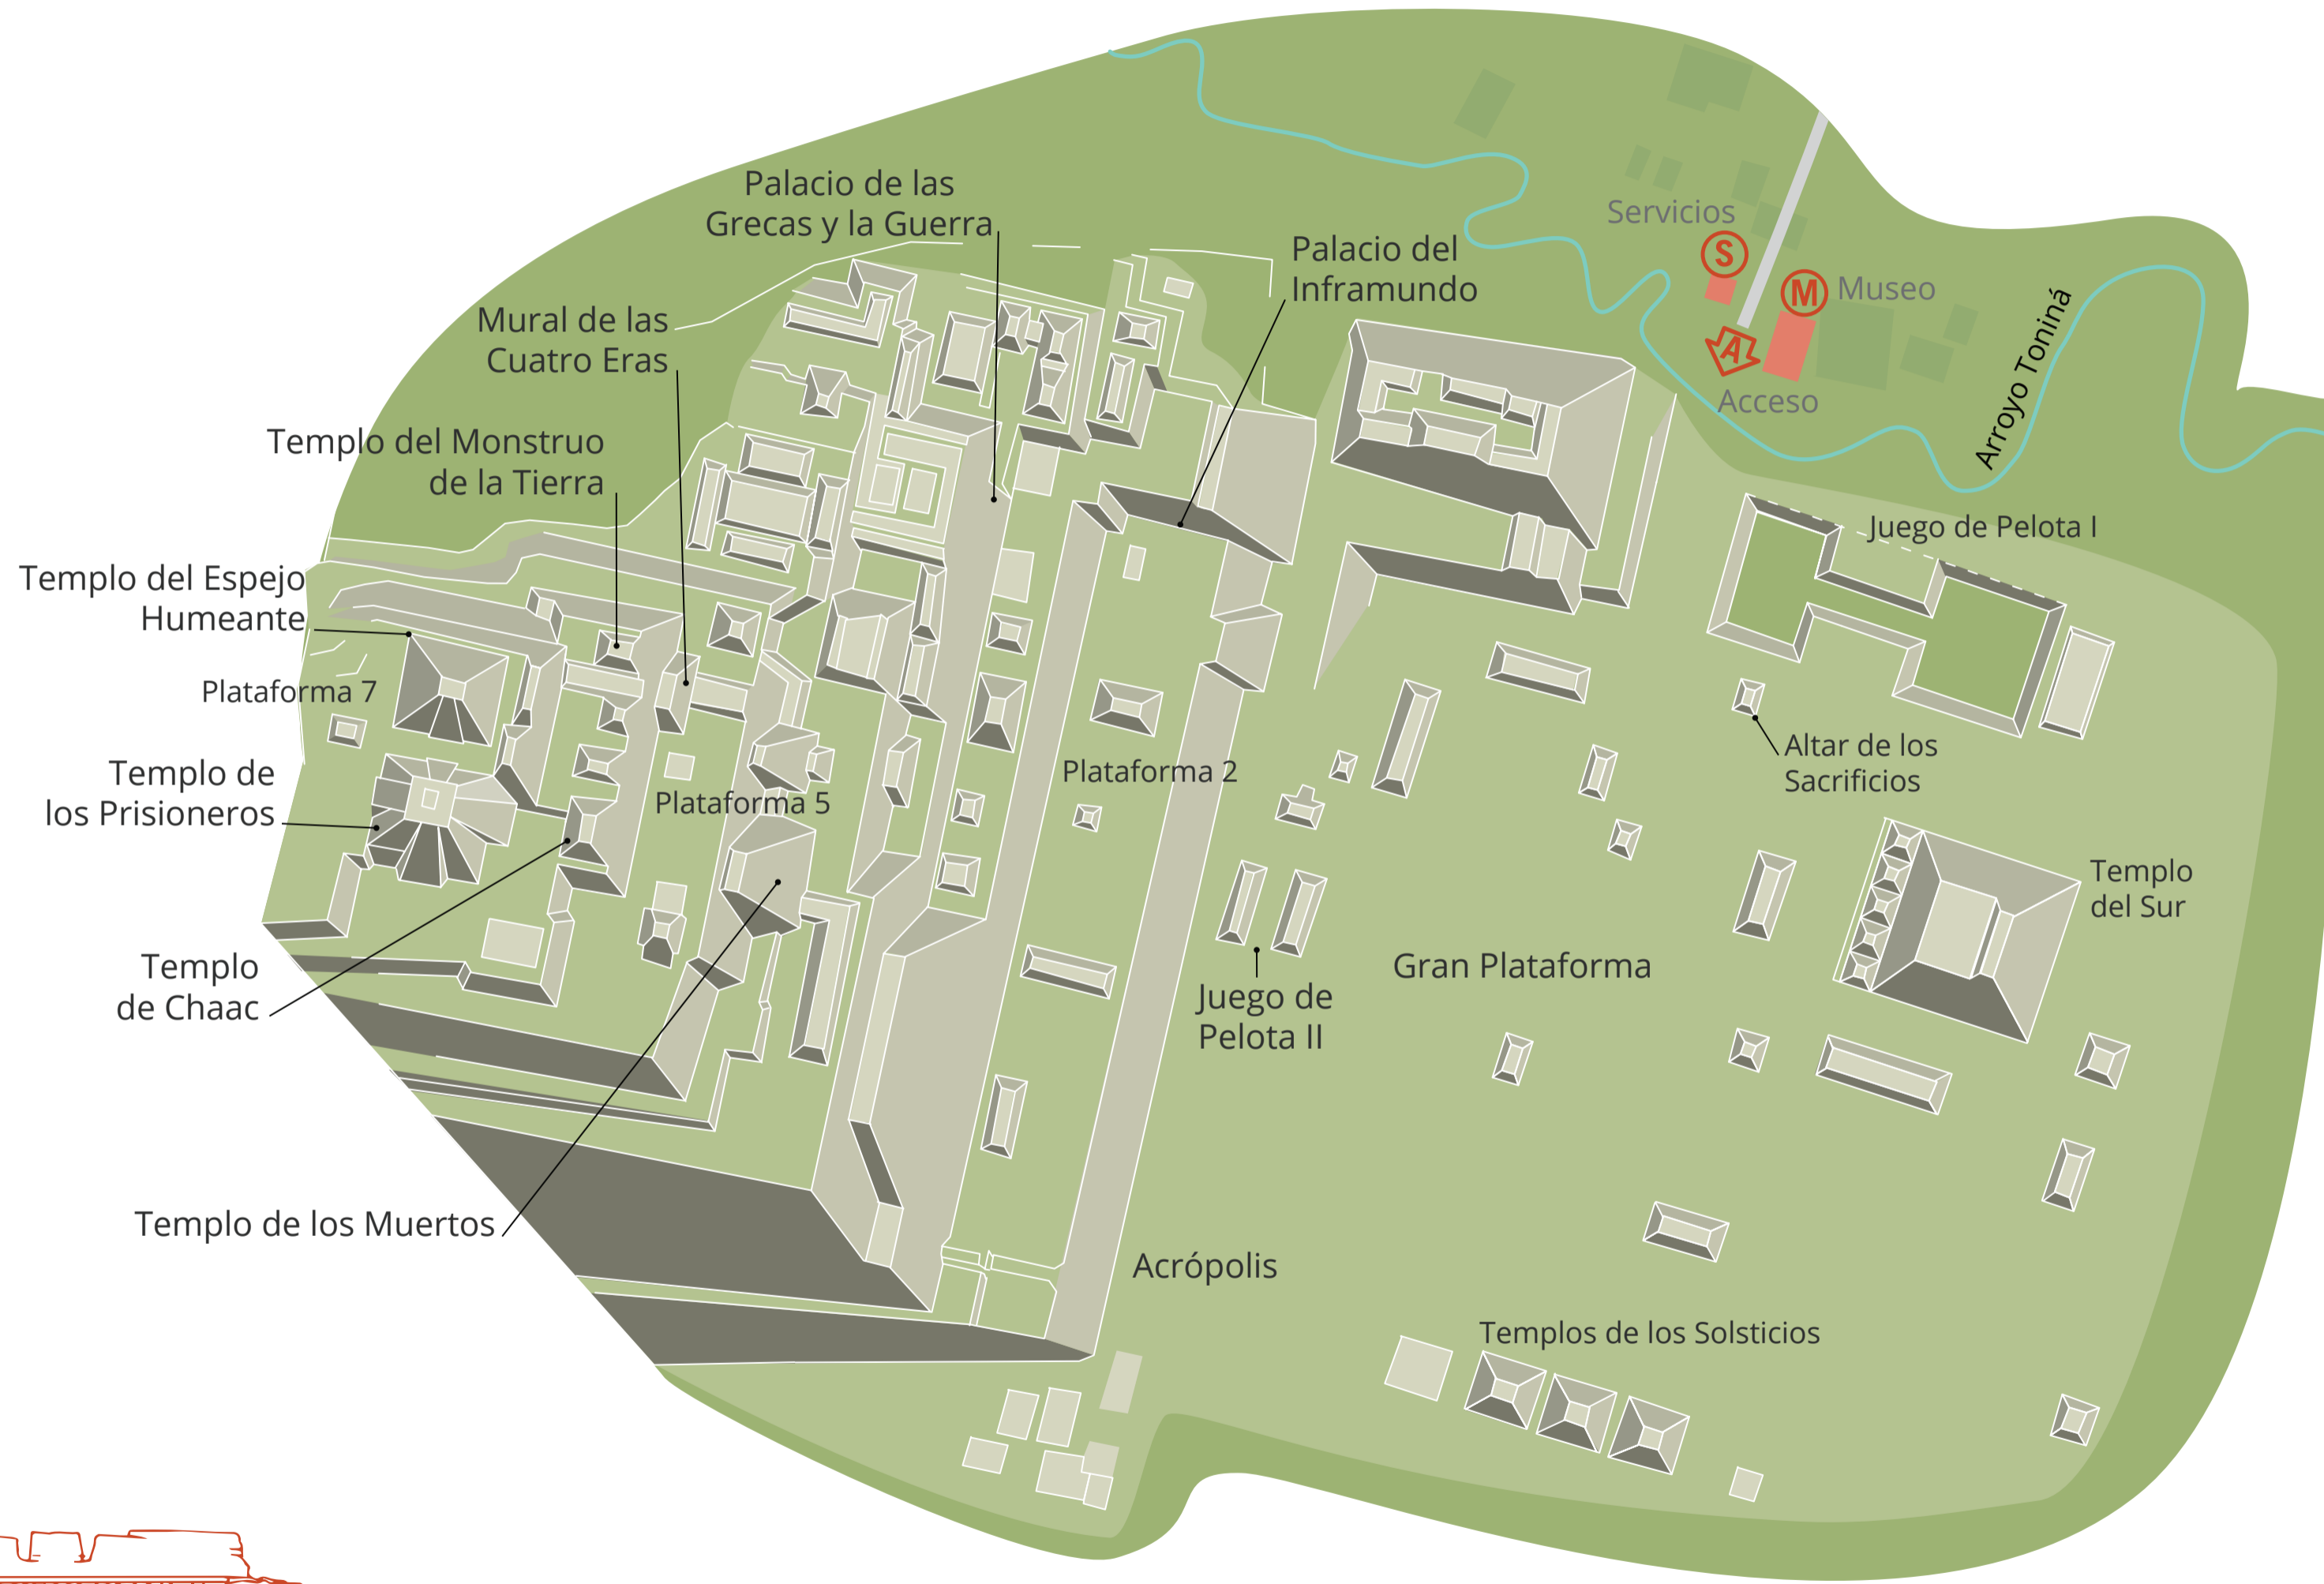 Palacio de las
Grecas y la Guerra
Servicios
S
Palacio del
Inframundo
M
Museo
Mural de las
Cuatro Eras
A
Acceso
Arroyo Toniná
Templo del Monstruo
de la Tierra
Juego de Pelota I
Templo del Espejo
Humeante
Plataforma 7
Altar de los
Sacrificios
Templo de
los Prisioneros
Plataforma 2
Plataforma 5
Templo
del Sur
Templo
de Chaac
Gran Plataforma
Juego de
Pelota II
Templo de los Muertos
Acrópolis
Templos de los Solsticios